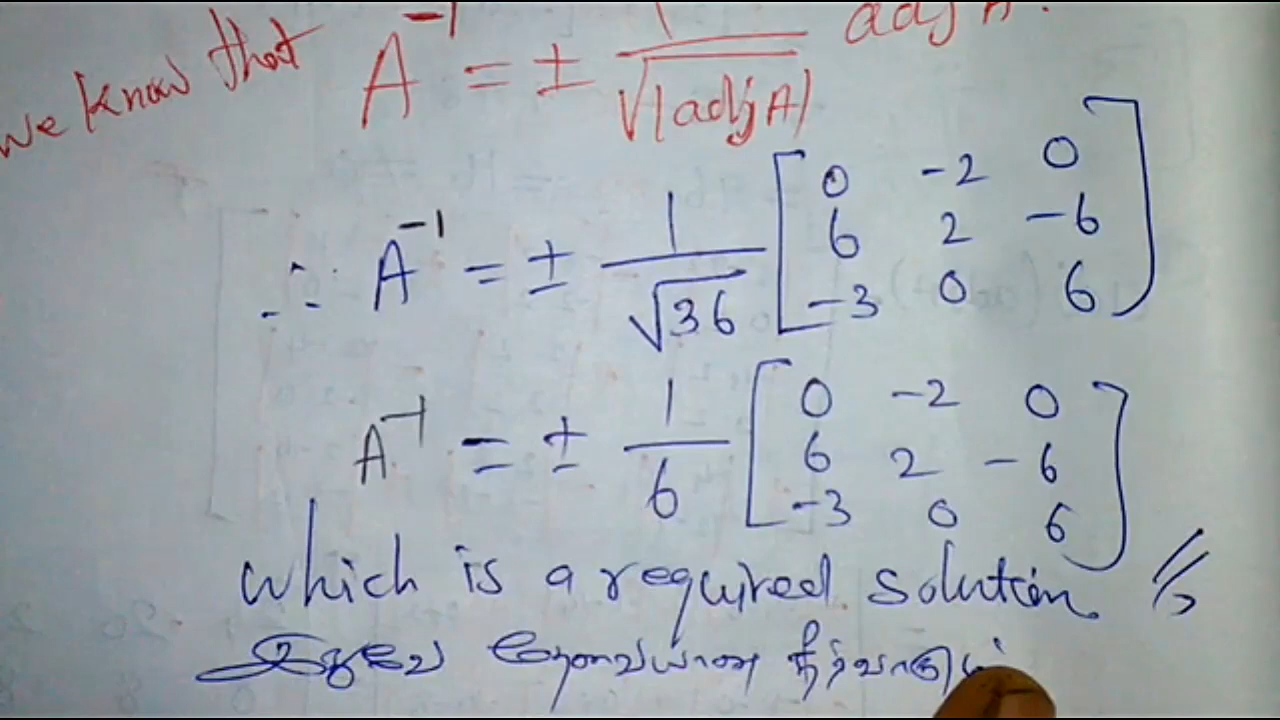 we know that A⁻¹ = ± 1/√|adj A| adj A.
∴ A⁻¹ = ± 1/√36 [ 0 -2 0
6 2 -6
-3 0 6 ]
A⁻¹ = ± 1/6 [ 0 -2 0
6 2 -6
-3 0 6 ]
which is a required solution //
இதுவே தேவையான தீர்வாகும்